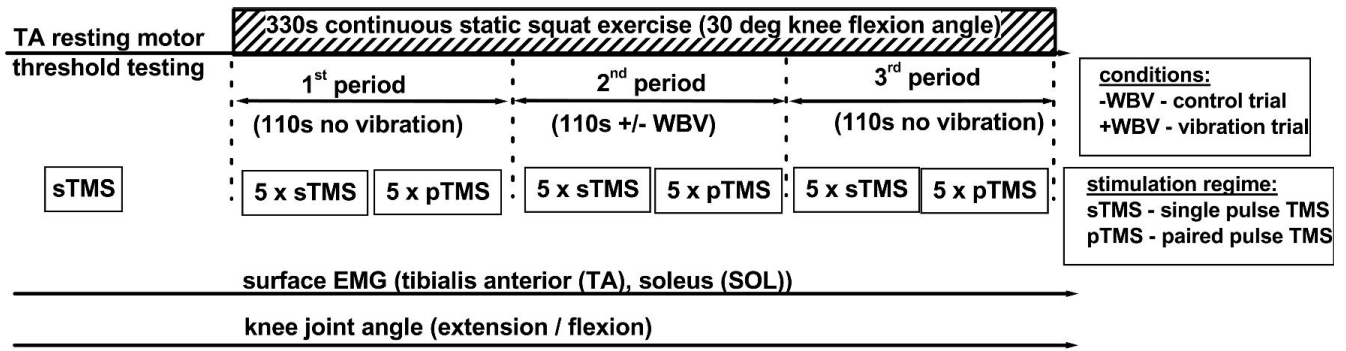 330s continuous static squat exercise (30 deg knee flexion angle)
TA resting motor
threshold testing
1st period
2nd period
3rd period
(110s no vibration)
(110s +/- WBV)
(110s no vibration)
conditions:
-WBV - control trial
+WBV - vibration trial
sTMS
5 x sTMS
5 x pTMS
5 x sTMS
5 x pTMS
5 x sTMS
5 x pTMS
stimulation regime:
sTMS - single pulse TMS
pTMS - paired pulse TMS
surface EMG (tibialis anterior (TA), soleus (SOL))
knee joint angle (extension / flexion)